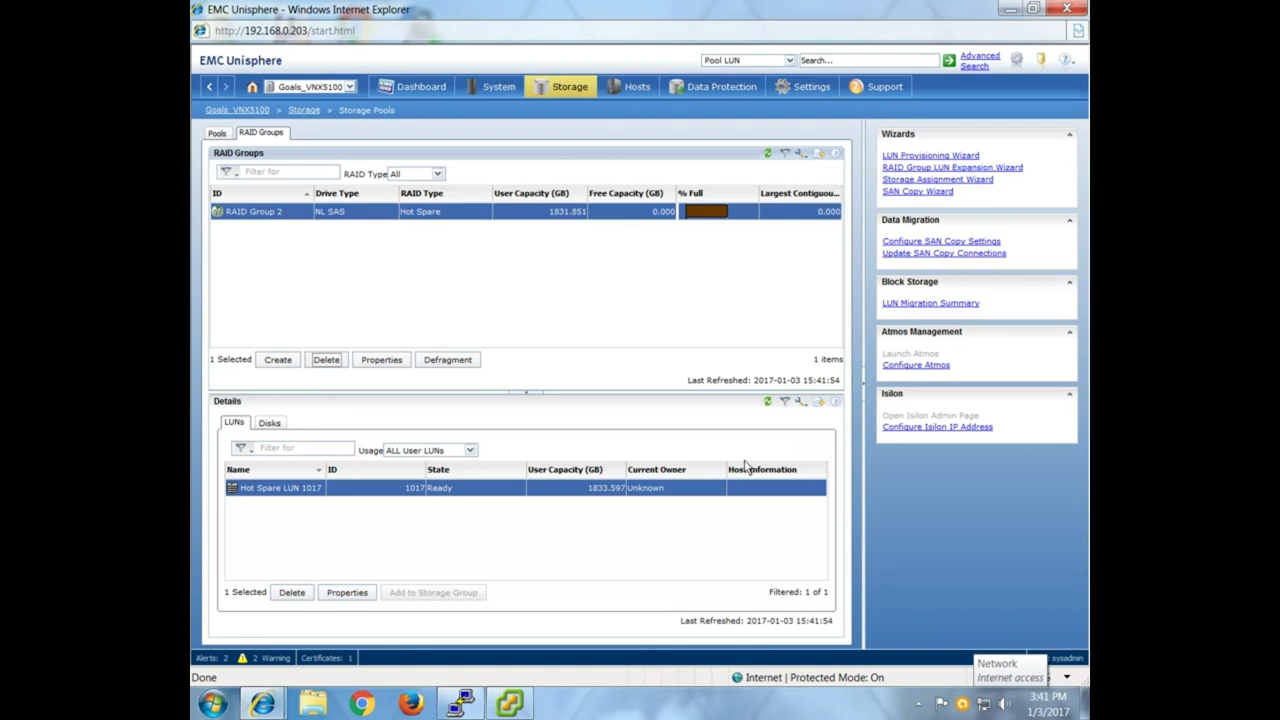 EMC Unisphere - Windows Internet Explorer
http://192.168.0.203/start.html
EMC Unisphere
Pool LUN
Search...
Advanced Search
Goals_VNX5100
Dashboard
System
Storage
Hosts
Data Protection
Settings
Support
Goals_VNX5100 > Storage > Storage Pools
Pools
RAID Groups
RAID Groups
Filter for
RAID Type All
ID Drive Type RAID Type User Capacity (GB) Free Capacity (GB) % Full Largest Contiguou...
RAID Group 2 NL SAS Hot Spare 1831.851 0.000 0.000
1 Selected Create Delete Properties Defragment 1 items
Last Refreshed: 2017-01-03 15:41:54
Details
LUNs Disks
Filter for
Usage ALL User LUNs
Name ID State User Capacity (GB) Current Owner Host Information
Hot Spare LUN 1017 1017 Ready 1833.597 Unknown
1 Selected Delete Properties Add to Storage Group Filtered: 1 of 1
Last Refreshed: 2017-01-03 15:41:54
Wizards
LUN Provisioning Wizard
RAID Group LUN Expansion Wizard
Storage Assignment Wizard
SAN Copy Wizard
Data Migration
Configure SAN Copy Settings
Update SAN Copy Connections
Block Storage
LUN Migration Summary
Atmos Management
Launch Atmos
Configure Atmos
Isilon
Open Isilon Admin Page
Configure Isilon IP Address
Alerts: 2 2 Warning Certificates: 1
sysadmin
Done
Internet | Protected Mode: On
Network
Internet access
3:41 PM
1/3/2017